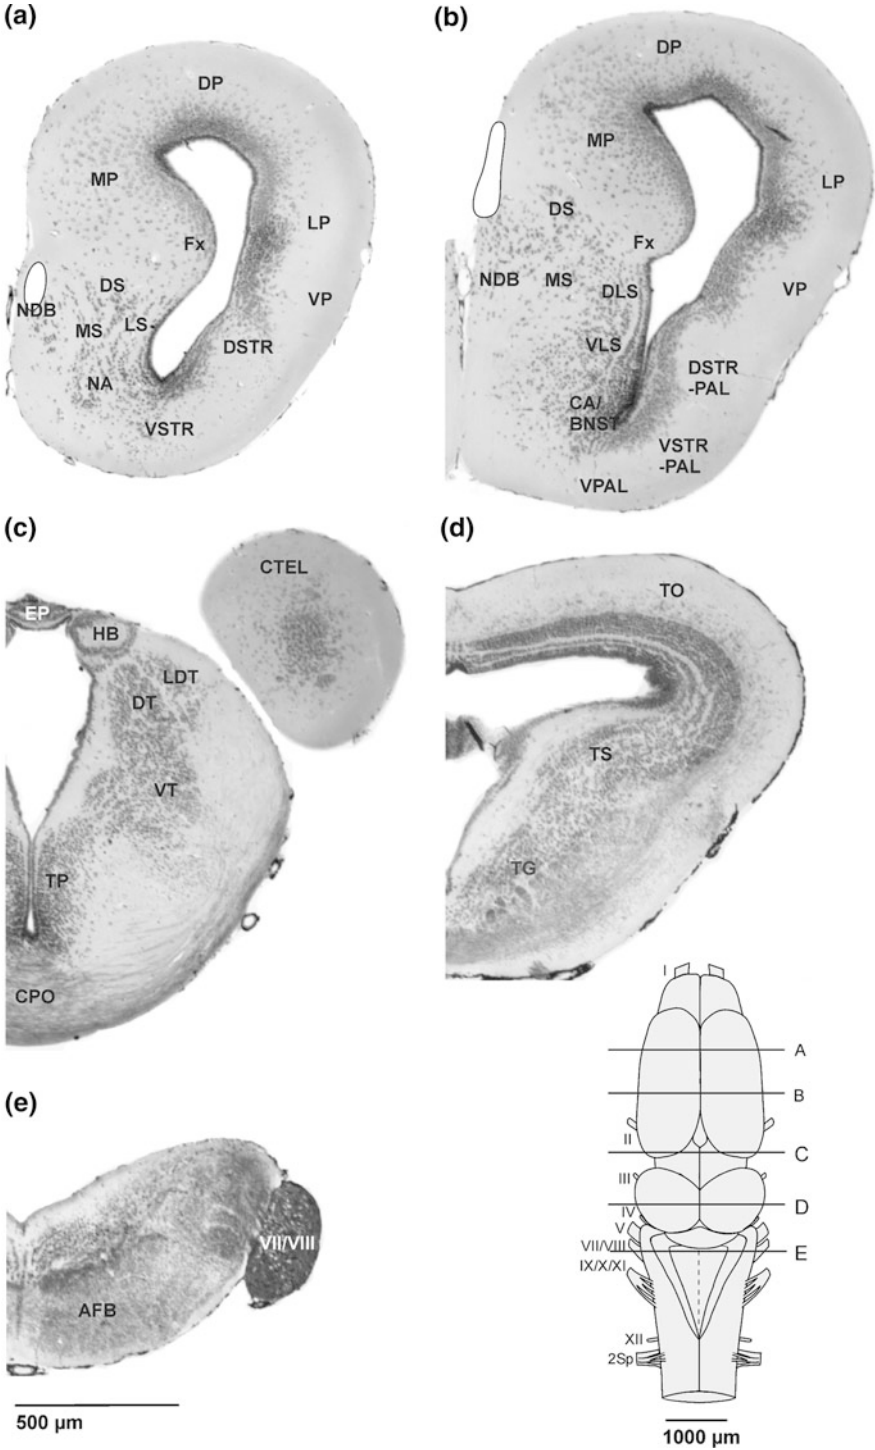 (a)
DP
MP
LP
Fx
DS
VP
NDB
MS
LS
DSTR
NA
VSTR
(b)
DP
MP
LP
DS
Fx
NDB
MS
DLS
VP
VLS
DSTR
-PAL
CA/
BNST
VSTR
-PAL
VPAL
(c)
CTEL
EP
HB
LDT
DT
VT
TP
CPO
(d)
TO
TS
TG
(e)
VII/VIII
AFB
500 µm
I
A
B
II
C
III
D
IV
V
VII/VIII
E
IX/X/XI
XII
2Sp
1000 µm